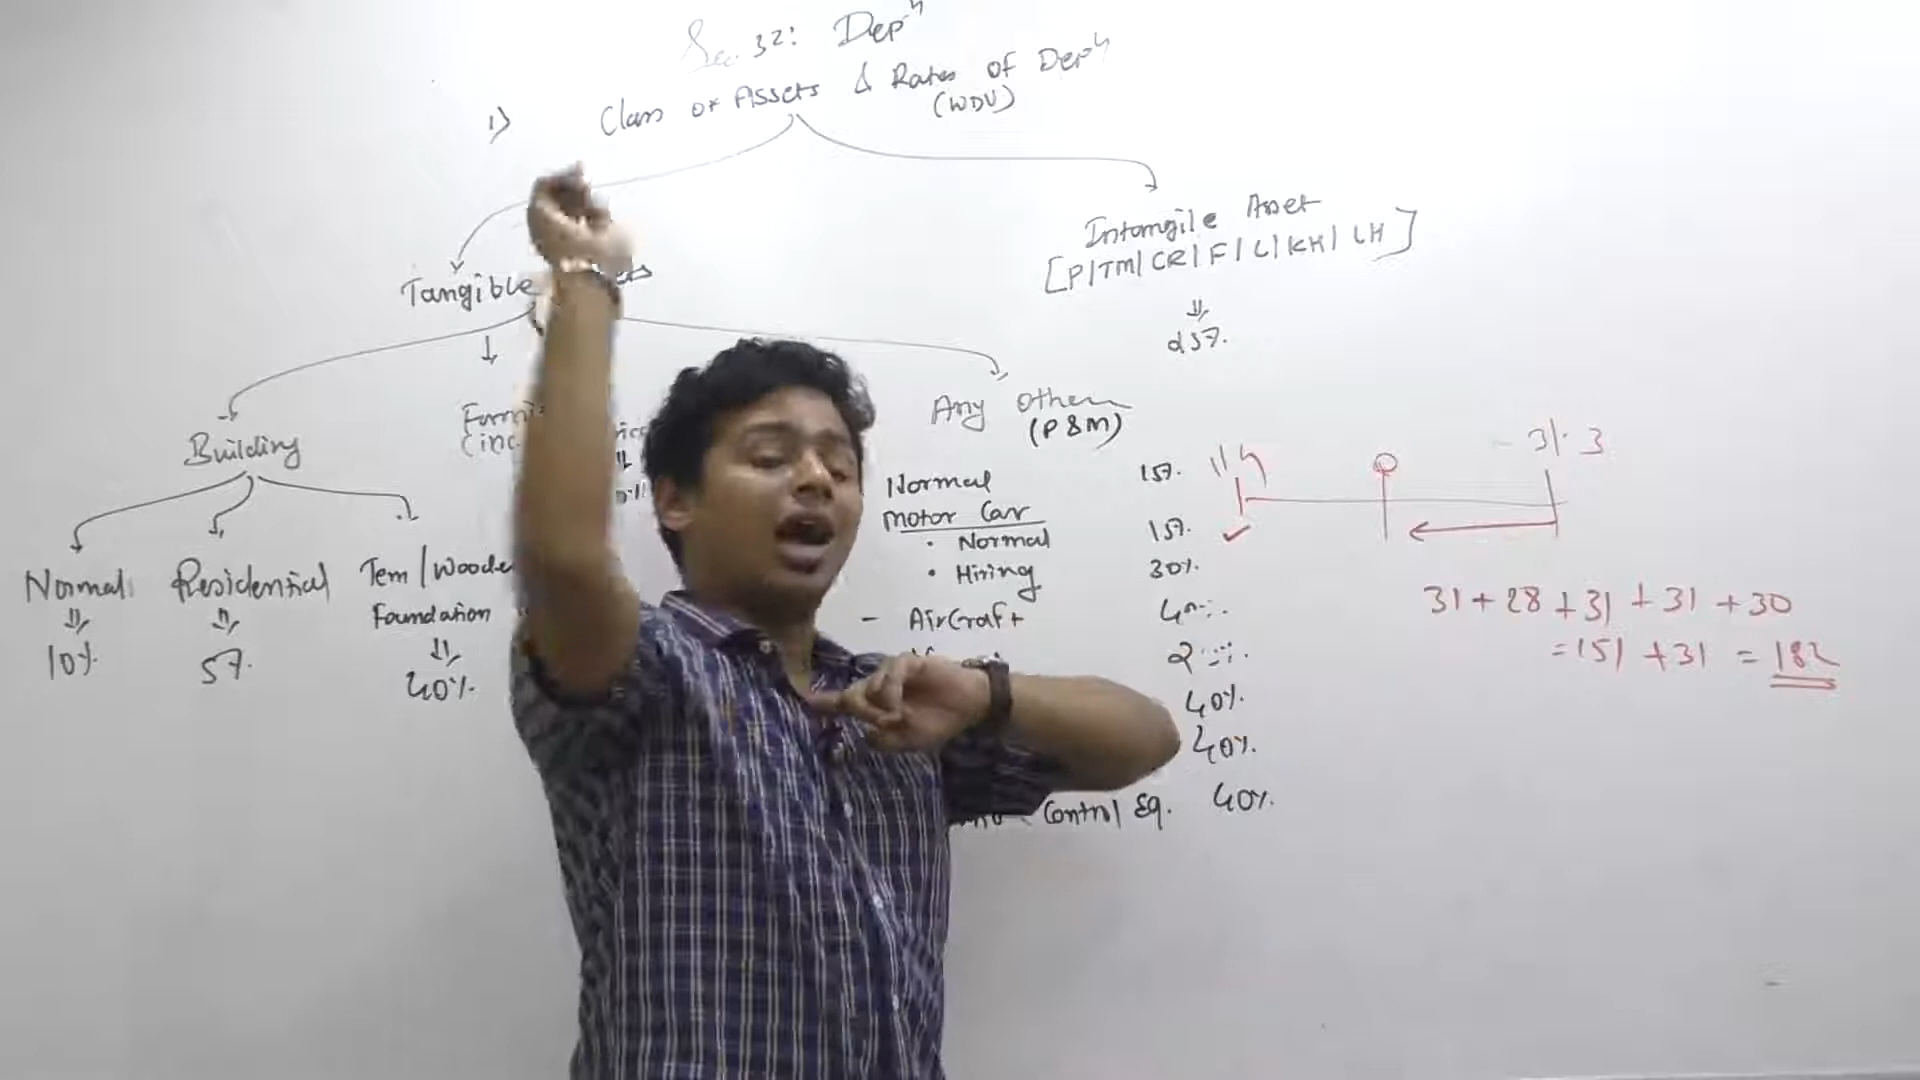 Sec. 32: Depⁿ
1) Class of Assets & Rates of Depⁿ
(WDV)
Intangile Asset
[P/TM/CR/F/L/KH/LH]
⇓
25%.
Tangible
Building
Any Other
(P&M)
Normal 15%.
Motor Car
• Normal 15%.
• Hiring 30%.
- AirCraft 40%.
40%.
40%.
Control Eq. 40%.
Normal
⇓
10%.
Residential
⇓
5%.
Tem/Wooden
Foundation
⇓
40%.
1/4
31.3
31+28+31+31+30
=151+31=182